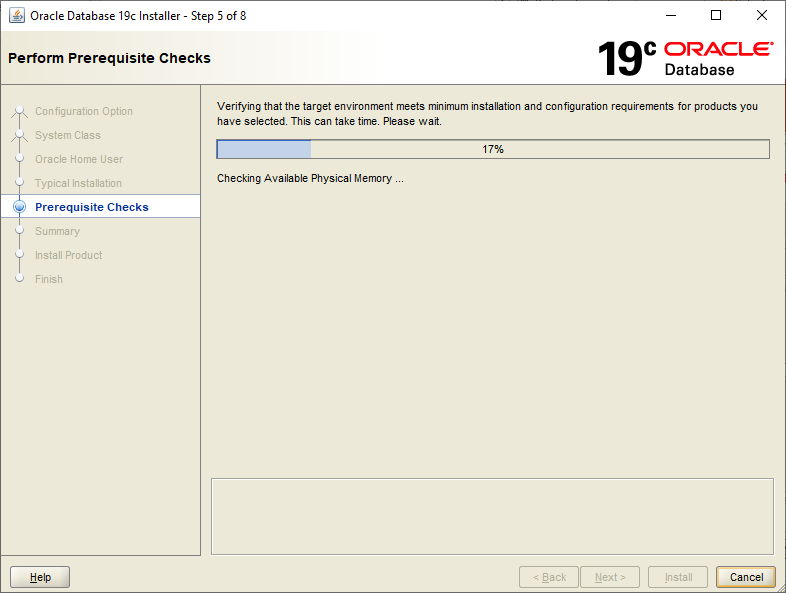 Oracle Database 19c Installer - Step 5 of 8
Perform Prerequisite Checks
19c ORACLE
Database
Configuration Option
System Class
Oracle Home User
Typical Installation
Prerequisite Checks
Summary
Install Product
Finish
Verifying that the target environment meets minimum installation and configuration requirements for products you
have selected. This can take time. Please wait.
17%
Checking Available Physical Memory ...
Help
< Back
Next >
Install
Cancel